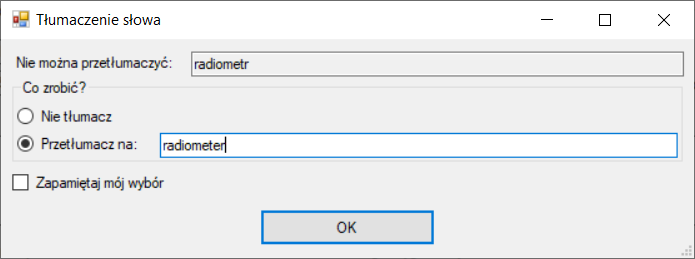 Tłumaczenie słowa
Nie można przetłumaczyć: radiometr
Co zrobić?
Nie tłumacz
Przetłumacz na: radiometer
Zapamiętaj mój wybór
OK